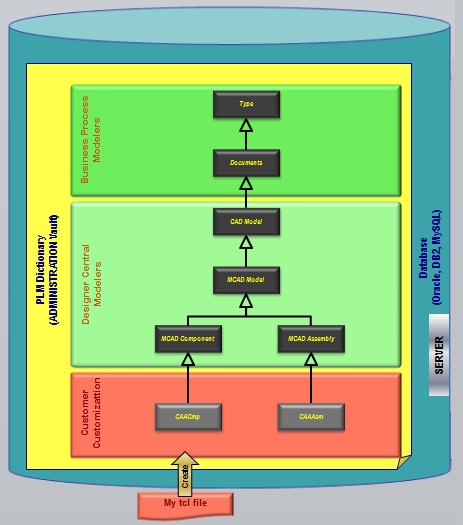 Business Process
Modelers
Type
Documents
PLM Dictionary
(ADMINISTRATION Vault)
Designer Central
Modelers
CAD Model
MCAD Model
MCAD Component
MCAD Assembly
Database
(Oracle, DB2, MySQL)
SERVER
Customer
Customization
CAACmp
CAAAsm
Create
My tcl file